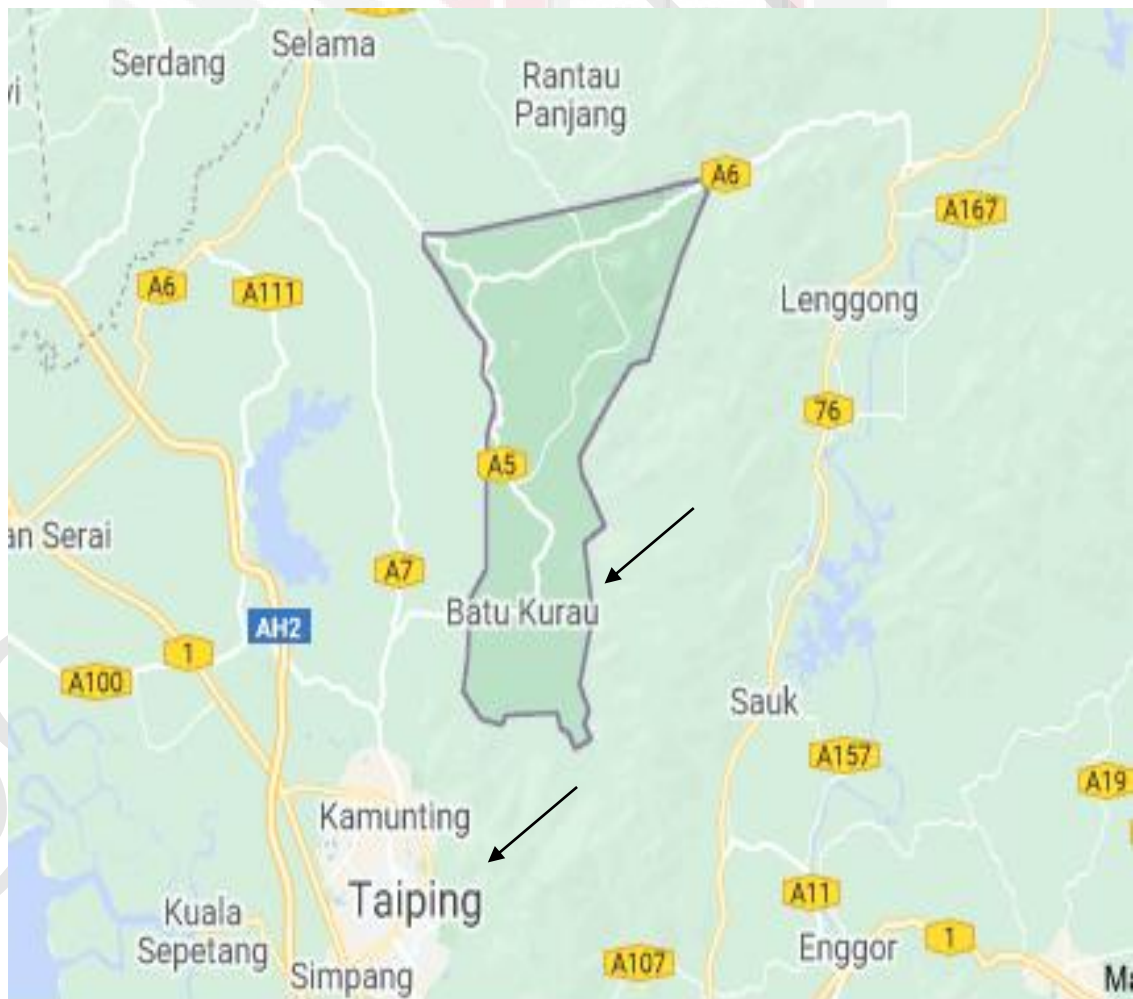 Selama
Serdang
Rantau
Panjang
A6
A167
A6
A111
Lenggong
76
A5
an Serai
A7
Batu Kurau
AH2
1
A100
Sauk
A157
A19
Kamunting
Taiping
A11
Kuala
Sepetang
Enggor
1
A107
Simpang
Ma